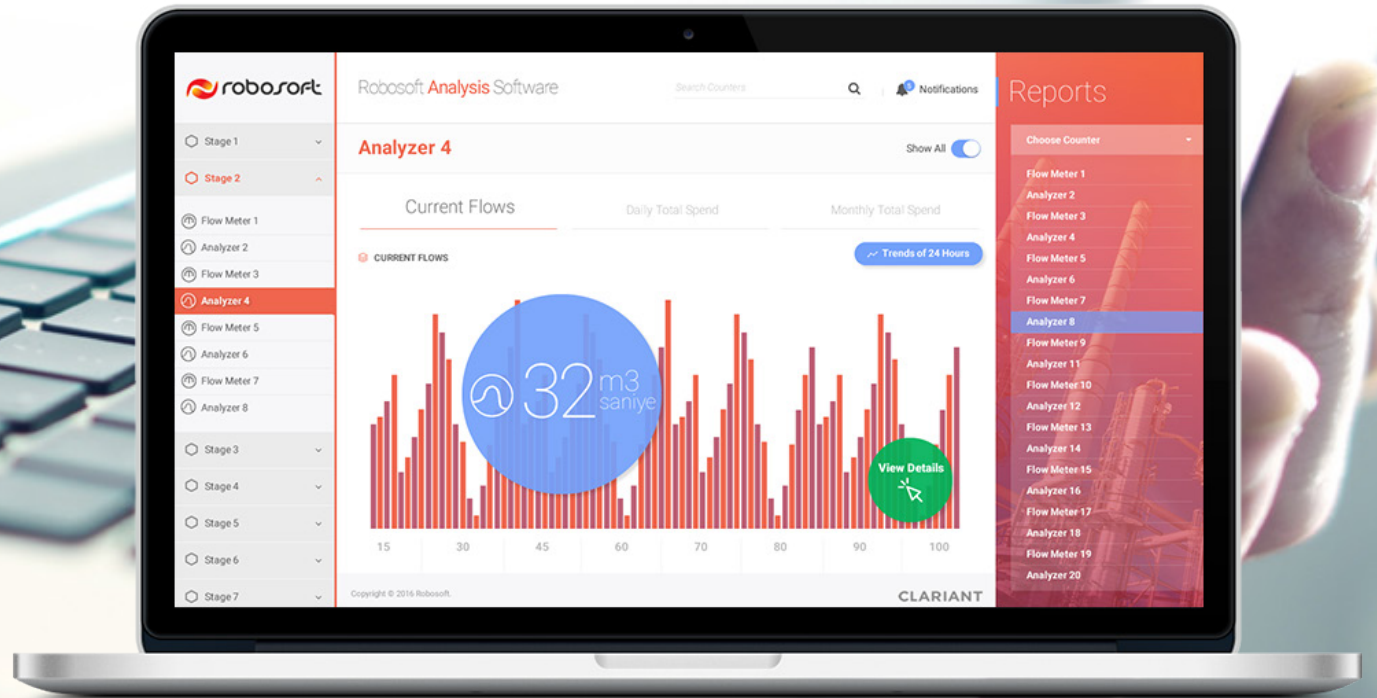 robosoft
Stage 1
Stage 2
Flow Meter 1
Analyzer 2
Flow Meter 3
Analyzer 4
Flow Meter 5
Analyzer 6
Flow Meter 7
Analyzer 8
Stage 3
Stage 4
Stage 5
Stage 6
Stage 7
Robosoft Analysis Software
Search Counters
Notifications
Analyzer 4
Show All
Current Flows
Daily Total Spend
Monthly Total Spend
CURRENT FLOWS
Trends of 24 Hours
32 m3
saniye
View Details
15 30 45 60 70 80 90 100
Copyright © 2016 Robosoft.
CLARIANT
Reports
Choose Counter
Flow Meter 1
Analyzer 2
Flow Meter 3
Analyzer 4
Flow Meter 5
Analyzer 6
Flow Meter 7
Analyzer 8
Flow Meter 9
Analyzer 11
Flow Meter 10
Analyzer 12
Flow Meter 13
Analyzer 14
Flow Meter 15
Analyzer 16
Flow Meter 17
Analyzer 18
Flow Meter 19
Analyzer 20